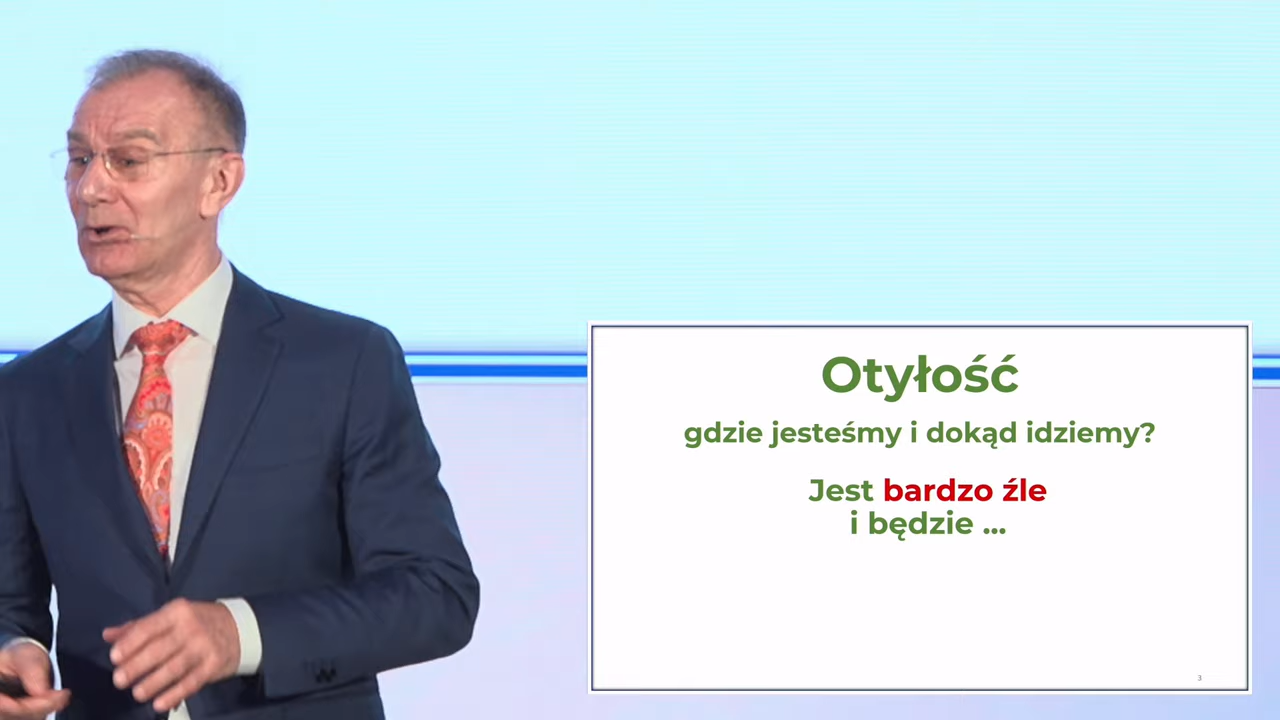 Otyłość
gdzie jesteśmy i dokąd idziemy?
Jest bardzo źle
i będzie ...
3